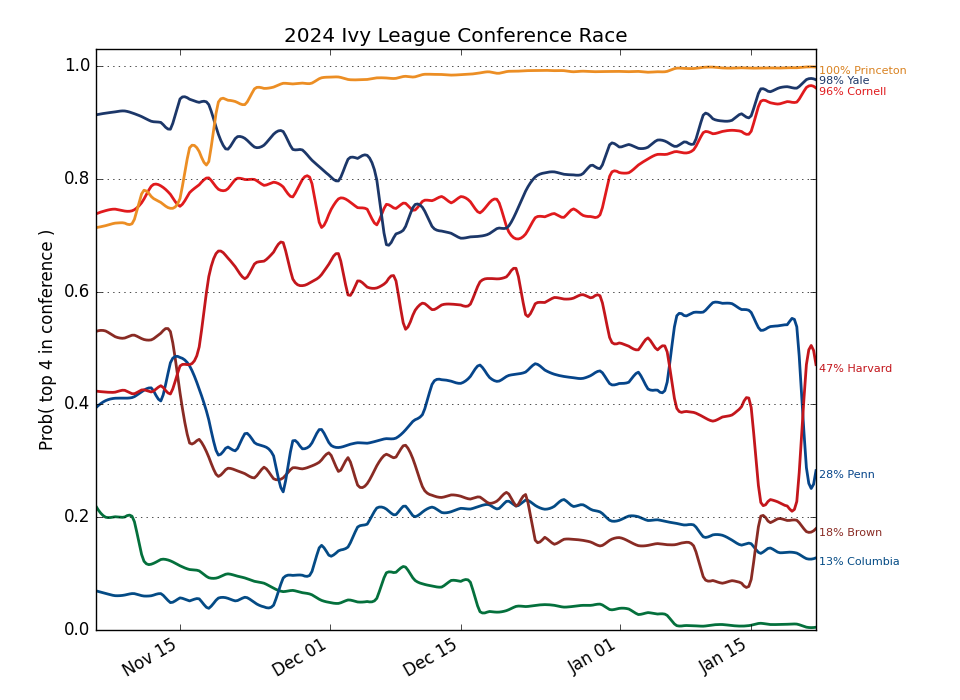 2024 Ivy League Conference Race
Prob( top 4 in conference )
1.0
0.8
0.6
0.4
0.2
0.0
Nov 15
Dec 01
Dec 15
Jan 01
Jan 15
100% Princeton
98% Yale
96% Cornell
47% Harvard
28% Penn
18% Brown
13% Columbia